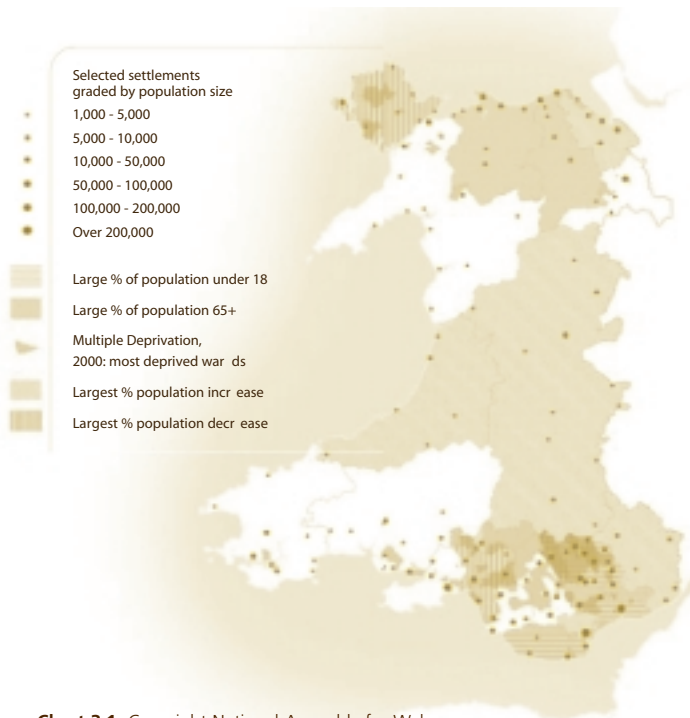 Selected settlements
graded by population size
1,000 - 5,000
5,000 - 10,000
10,000 - 50,000
50,000 - 100,000
100,000 - 200,000
Over 200,000
Large % of population under 18
Large % of population 65+
Multiple Deprivation,
2000: most deprived war ds
Largest % population incr ease
Largest % population decr ease